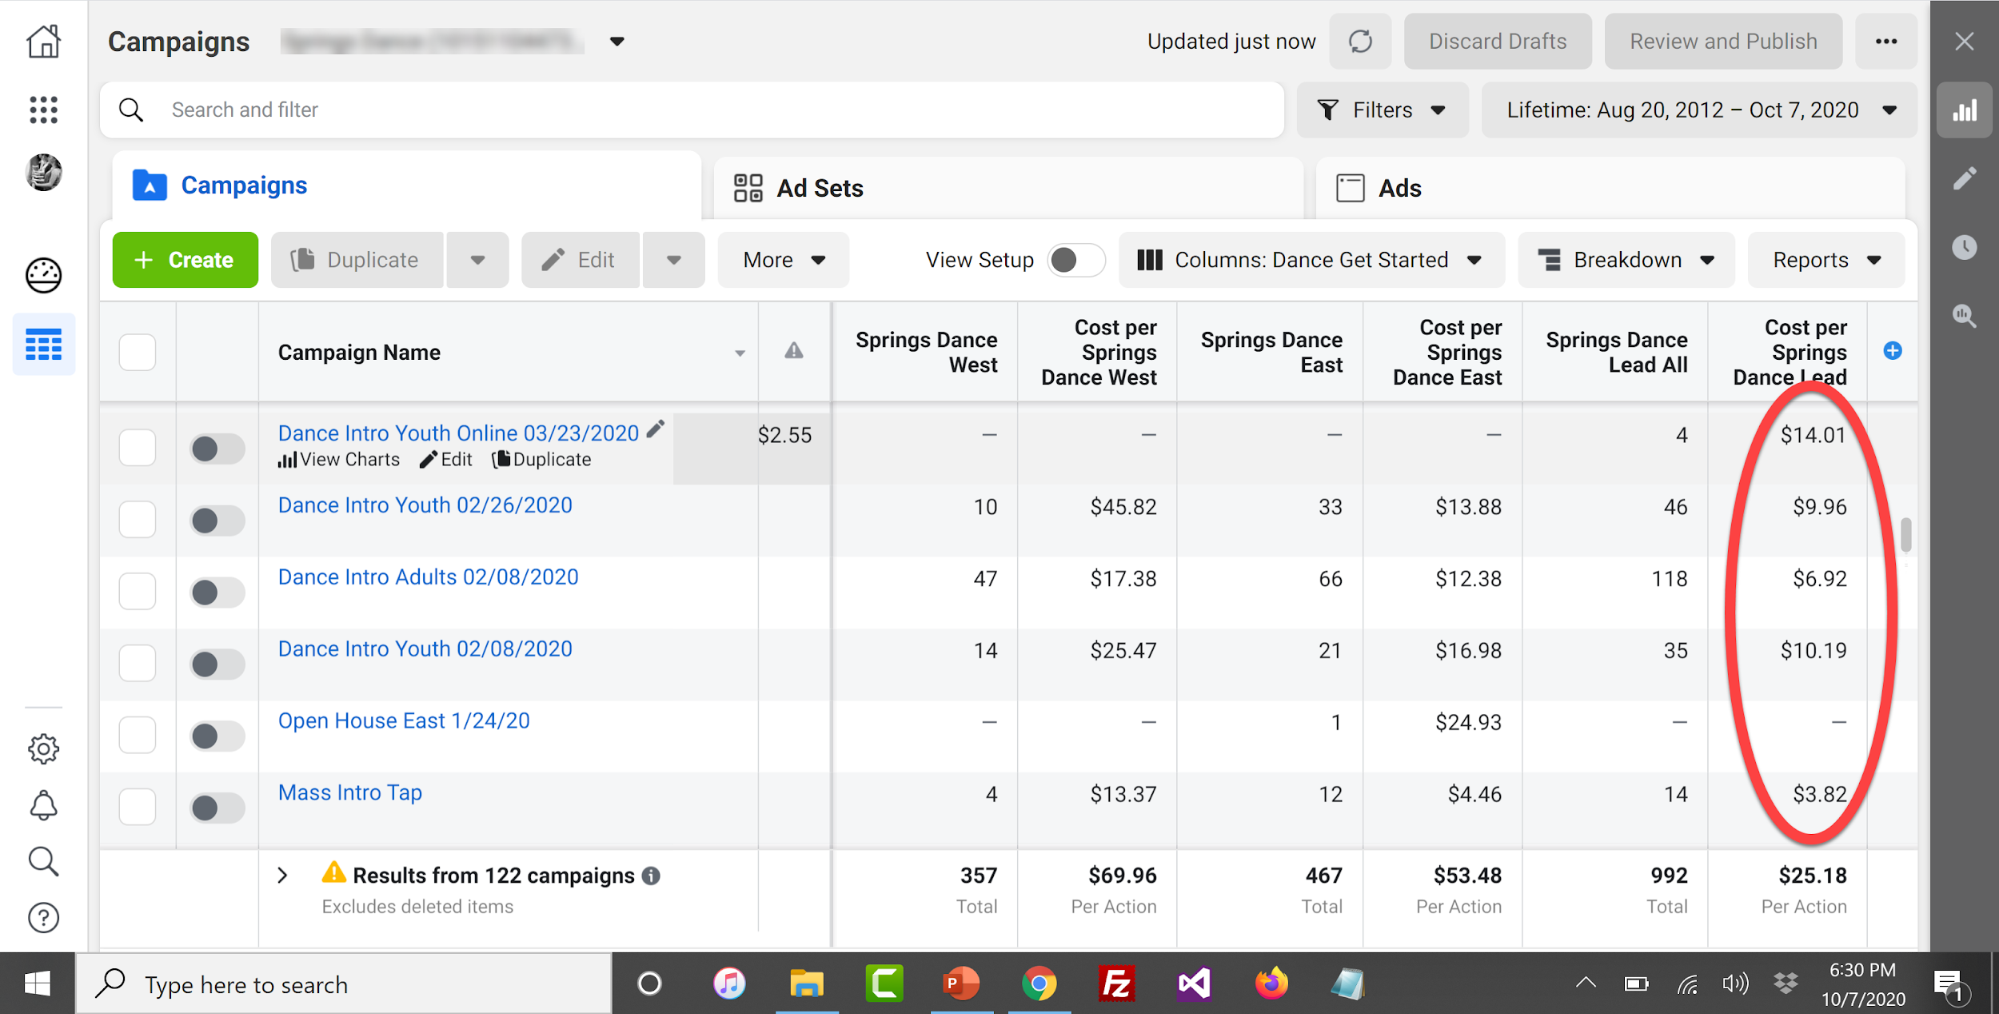 Campaigns
Updated just now
Discard Drafts
Review and Publish
Search and filter
Filters
Lifetime: Aug 20, 2012 – Oct 7, 2020
Campaigns
Ad Sets
Ads
+ Create
Duplicate
Edit
More
View Setup
Columns: Dance Get Started
Breakdown
Reports
Campaign Name
Springs Dance West
Cost per Springs Dance West
Springs Dance East
Cost per Springs Dance East
Springs Dance Lead All
Cost per Springs Dance Lead
Dance Intro Youth Online 03/23/2020
$2.55 — — — — 4 $14.01
View Charts Edit Duplicate
Dance Intro Youth 02/26/2020 10 $45.82 33 $13.88 46 $9.96
Dance Intro Adults 02/08/2020 47 $17.38 66 $12.38 118 $6.92
Dance Intro Youth 02/08/2020 14 $25.47 21 $16.98 35 $10.19
Open House East 1/24/20 — — 1 $24.93 — —
Mass Intro Tap 4 $13.37 12 $4.46 14 $3.82
Results from 122 campaigns 357 $69.96 467 $53.48 992 $25.18
Excludes deleted items Total Per Action Total Per Action Total Per Action
Type here to search
6:30 PM
10/7/2020
1